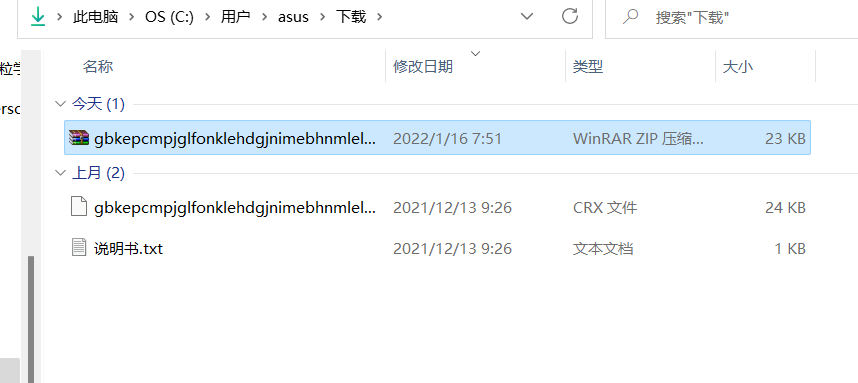 此电脑 OS (C:) 用户 asus 下载 搜索"下载"
名称 修改日期 类型 大小
今天 (1)
gbkepcmpjglfonklehdgjnimebhnmlel... 2022/1/16 7:51 WinRAR ZIP 压缩... 23 KB
上月 (2)
gbkepcmpjglfonklehdgjnimebhnmlel... 2021/12/13 9:26 CRX 文件 24 KB
说明书.txt 2021/12/13 9:26 文本文档 1 KB